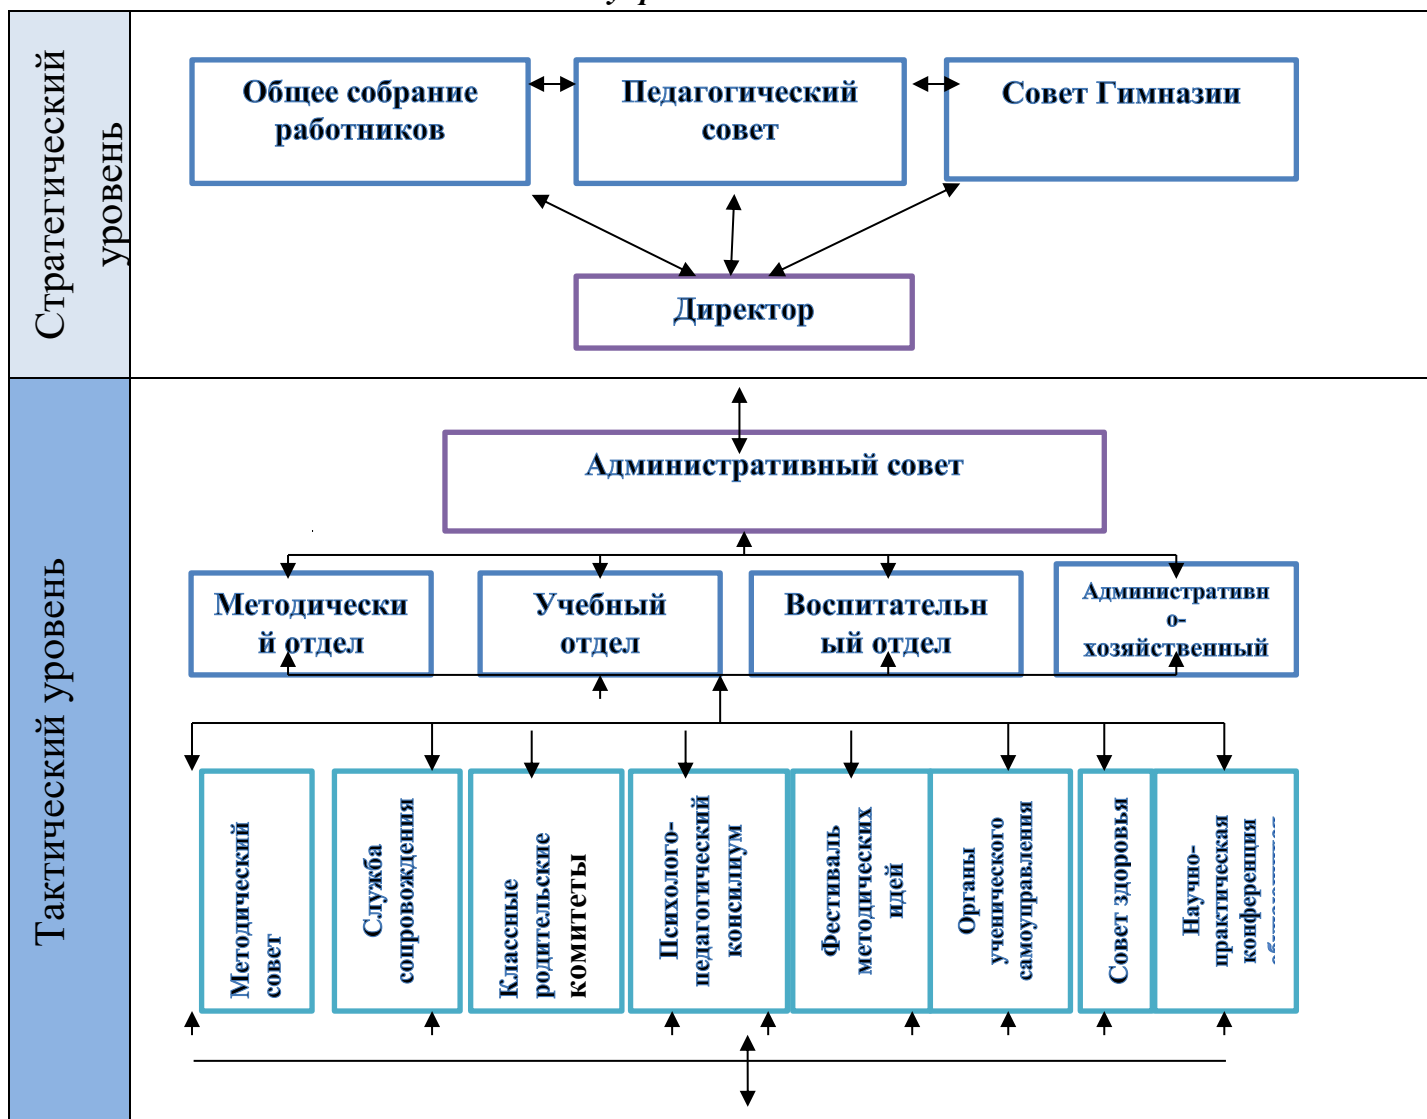 Стратегический
уровень
Общее собрание
работников
Педагогический
совет
Совет Гимназии
Директор
Тактический уровень
Административный совет
Методически
й отдел
Учебный
отдел
Воспитательн
ый отдел
Административн
о-
хозяйственный
Методический
совет
Служба
сопровождения
Классные
родительские
комитеты
Психолого-
педагогический
консилиум
Фестиваль
методических
идей
Органы
ученического
самоуправления
Совет здоровья
Научно-
практическая
конференция